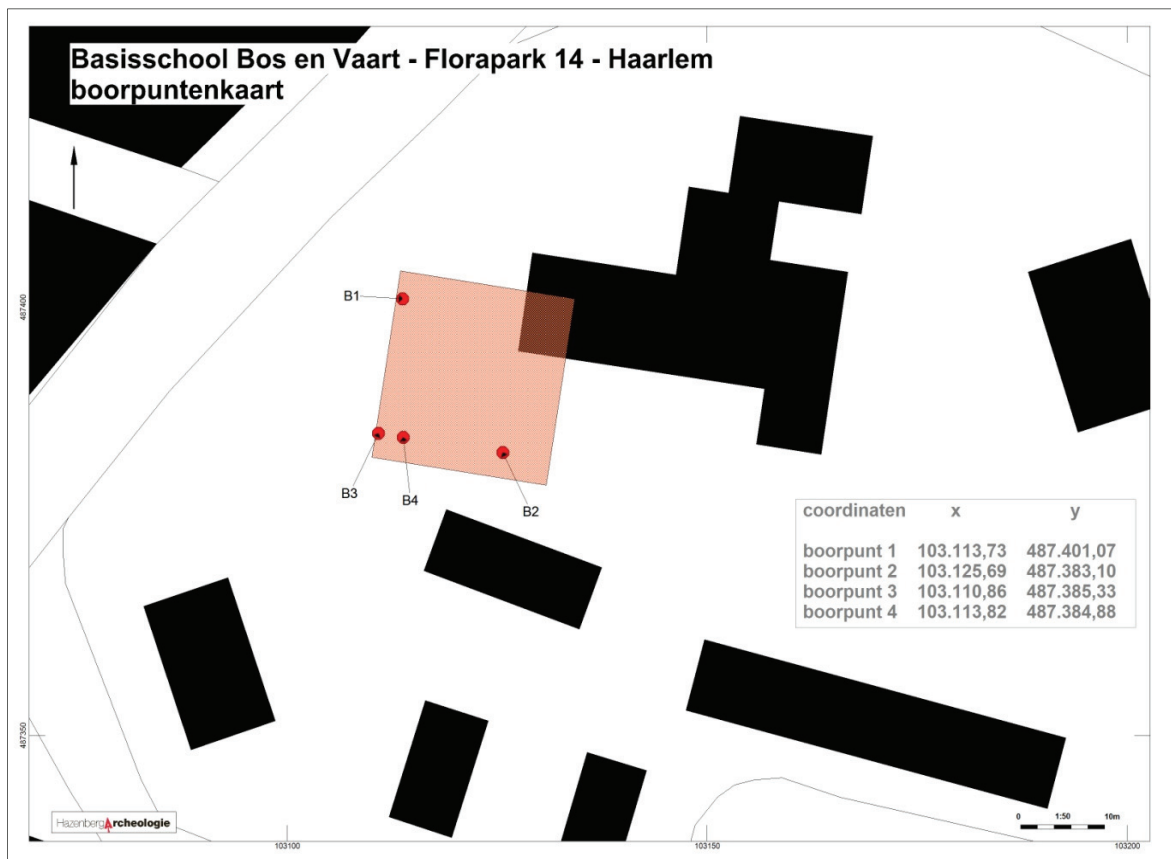 Basisschool Bos en Vaart - Florapark 14 - Haarlem
boorpuntenkaart
487400
B1
B3
B4
B2
coordinaten x y
boorpunt 1 103.113,73 487.401,07
boorpunt 2 103.125,69 487.383,10
boorpunt 3 103.110,86 487.385,33
boorpunt 4 103.113,82 487.384,88
487350
Hazenberg Archeologie
0 1:50 10m
103100
103150
103200